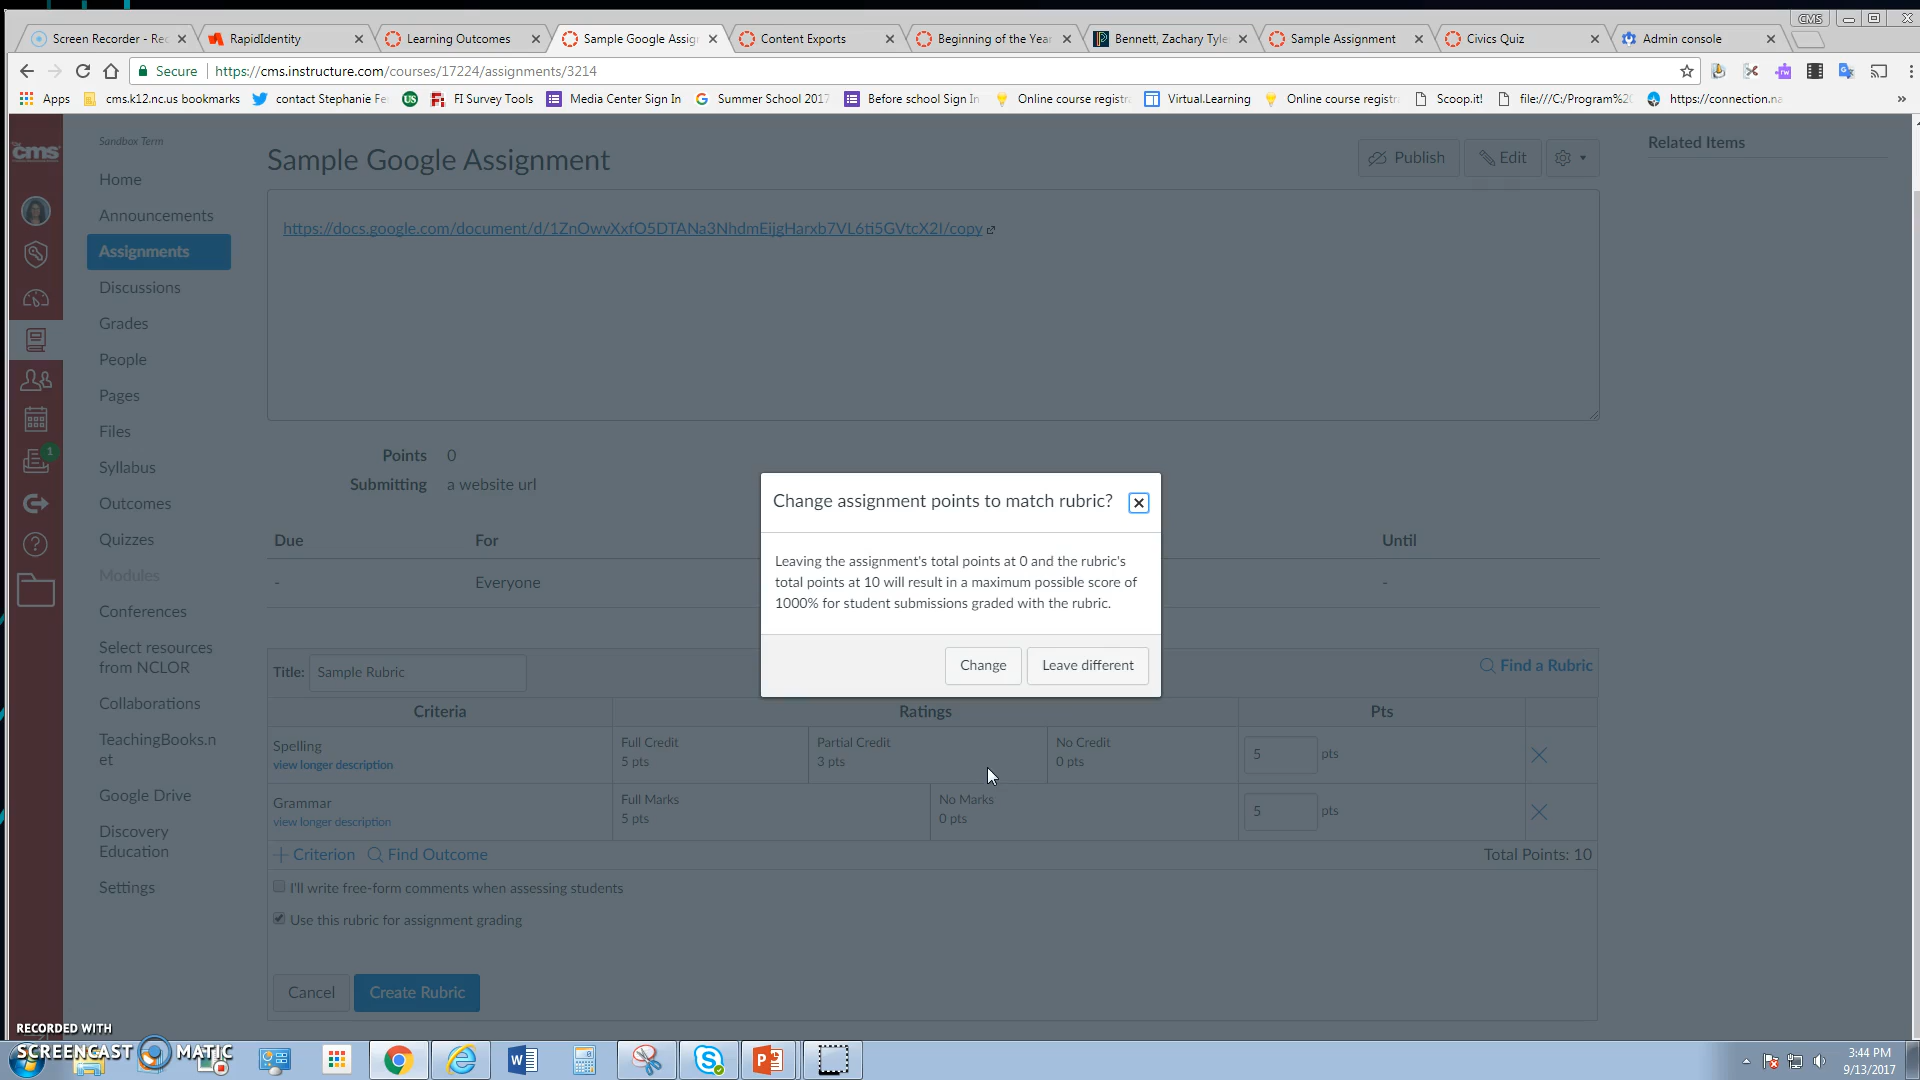 CMS
Screen Recorder - Rec
RapidIdentity
Learning Outcomes
Sample Google Assig
Content Exports
Beginning of the Year
Bennett, Zachary Tyle
Sample Assignment
Civics Quiz
Admin console
Secure
https://cms.instructure.com/courses/17224/assignments/3214
Apps
cms.k12.nc.us bookmarks
contact Stephanie Fe
US
FI Survey Tools
Media Center Sign In
Summer School 2017
Before school Sign In
Online course registr
Virtual.Learning
Online course registr
Scoop.it!
file:///C:/Program%20
https://connection.na
»
cms
Sandbox Term
Home
Announcements
Assignments
Discussions
Grades
People
Pages
Files
Syllabus
Outcomes
Quizzes
Modules
Conferences
Select resources
from NCLOR
Collaborations
TeachingBooks.n
et
Google Drive
Discovery
Education
Settings
1
Sample Google Assignment
Publish
Edit
Related Items
https://docs.google.com/document/d/1ZnOwvXxfO5DTANa3NhdmEijgHarxb7VL6ti5GVtcX2I/copy
Points 0
Submitting a website url
Due For Until
- Everyone -
Change assignment points to match rubric?
Leaving the assignment's total points at 0 and the rubric's
total points at 10 will result in a maximum possible score of
1000% for student submissions graded with the rubric.
Change
Leave different
Title: Sample Rubric
Find a Rubric
Criteria Ratings Pts
Spelling
view longer description
Full Credit
5 pts
Partial Credit
3 pts
No Credit
0 pts
5 pts
Grammar
view longer description
Full Marks
5 pts
No Marks
0 pts
5 pts
Criterion
Find Outcome
Total Points: 10
I'll write free-form comments when assessing students
Use this rubric for assignment grading
Cancel
Create Rubric
RECORDED WITH
SCREENCAST MATIC
3:44 PM
9/13/2017